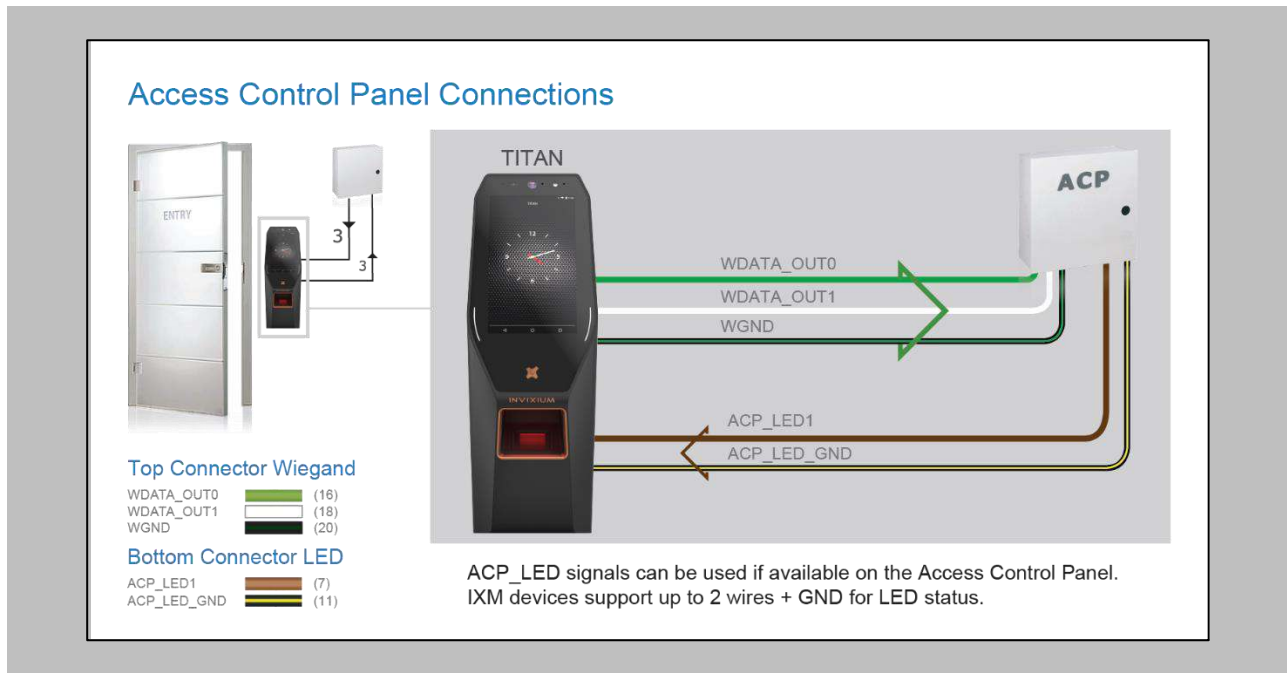 Access Control Panel Connections
ENTRY
3
3
TITAN
12
INVIXIUM
ACP
WDATA_OUT0
WDATA_OUT1
WGND
ACP_LED1
ACP_LED_GND
Top Connector Wiegand
WDATA_OUT0 (16)
WDATA_OUT1 (18)
WGND (20)
Bottom Connector LED
ACP_LED1 (7)
ACP_LED_GND (11)
ACP_LED signals can be used if available on the Access Control Panel.
IXM devices support up to 2 wires + GND for LED status.